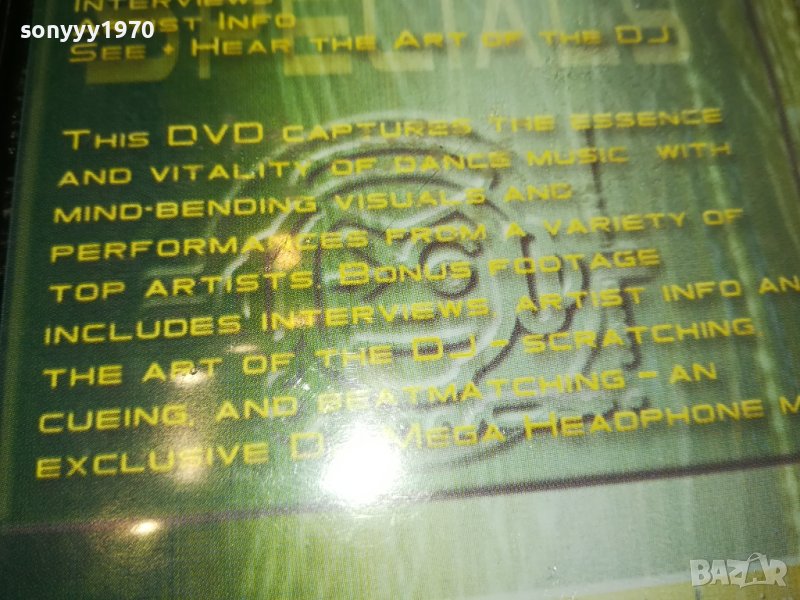 sonyyy1970
INTERVIEWS
ARTIST INFO
SEE + HEAR THE ART OF THE DJ
SPECIALS
THIS DVD CAPTURES THE ESSENCE
AND VITALITY OF DANCE MUSIC WITH
MIND-BENDING VISUALS AND
PERFORMANCES FROM A VARIETY OF
TOP ARTISTS. BONUS FOOTAGE
INCLUDES INTERVIEWS, ARTIST INFO AN
THE ART OF THE DJ - SCRATCHING,
CUEING, AND BEATMATCHING - AN
EXCLUSIVE MEGA HEADPHONE M
BAZAR